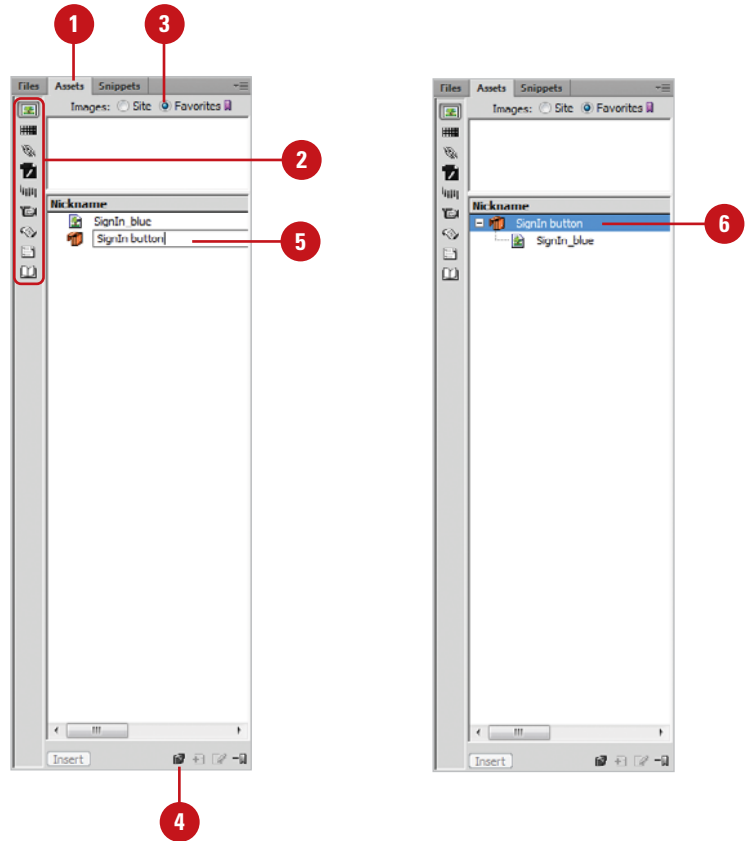 1
3
Files Assets Snippets
Images: Site Favorites
2
Nickname
SignIn_blue
SignIn button
5
Insert
4
Files Assets Snippets
Images: Site Favorites
Nickname
SignIn button
6
SignIn_blue
Insert